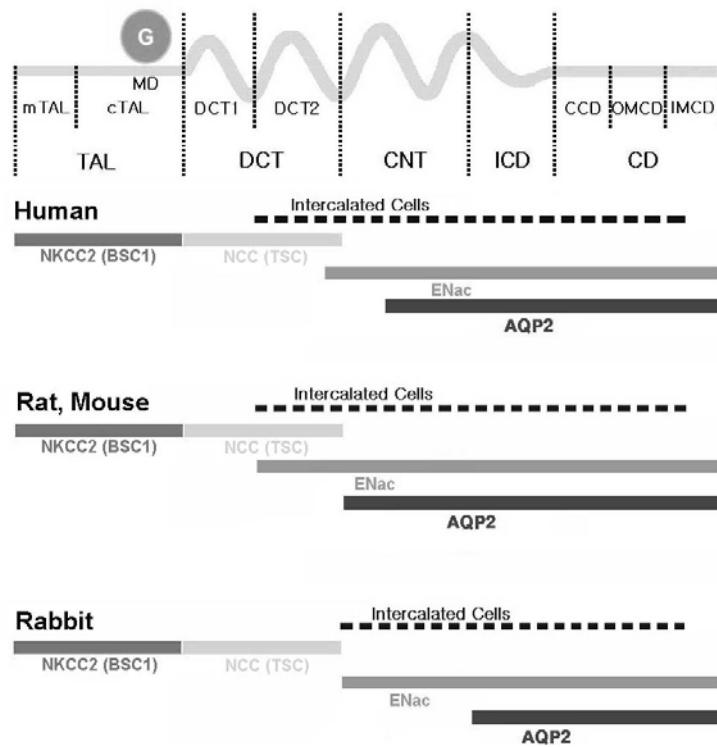 G
MD
mTAL cTAL DCT1 DCT2 CCD OMCD IMCD
TAL DCT CNT ICD CD
Human
Intercalated Cells
NKCC2 (BSC1) NCC (TSC)
ENac
AQP2
Rat, Mouse
Intercalated Cells
NKCC2 (BSC1) NCC (TSC)
ENac
AQP2
Rabbit
Intercalated Cells
NKCC2 (BSC1) NCC (TSC)
ENac
AQP2